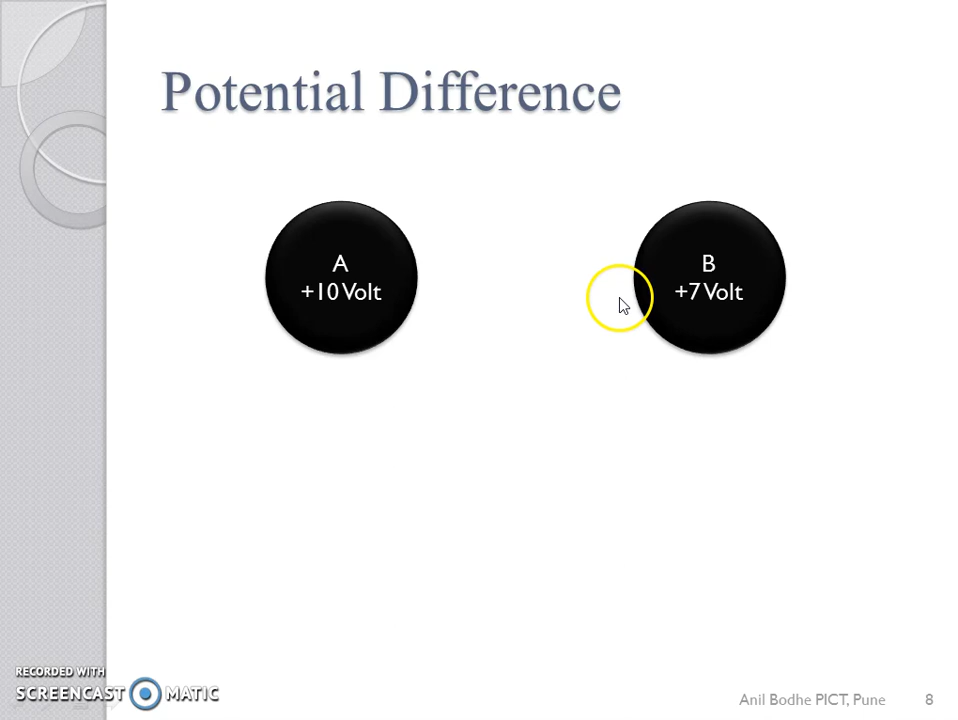 Potential Difference
A
+10 Volt
B
+7 Volt
RECORDED WITH
SCREENCAST MATIC
Anil Bodhe PICT, Pune 8